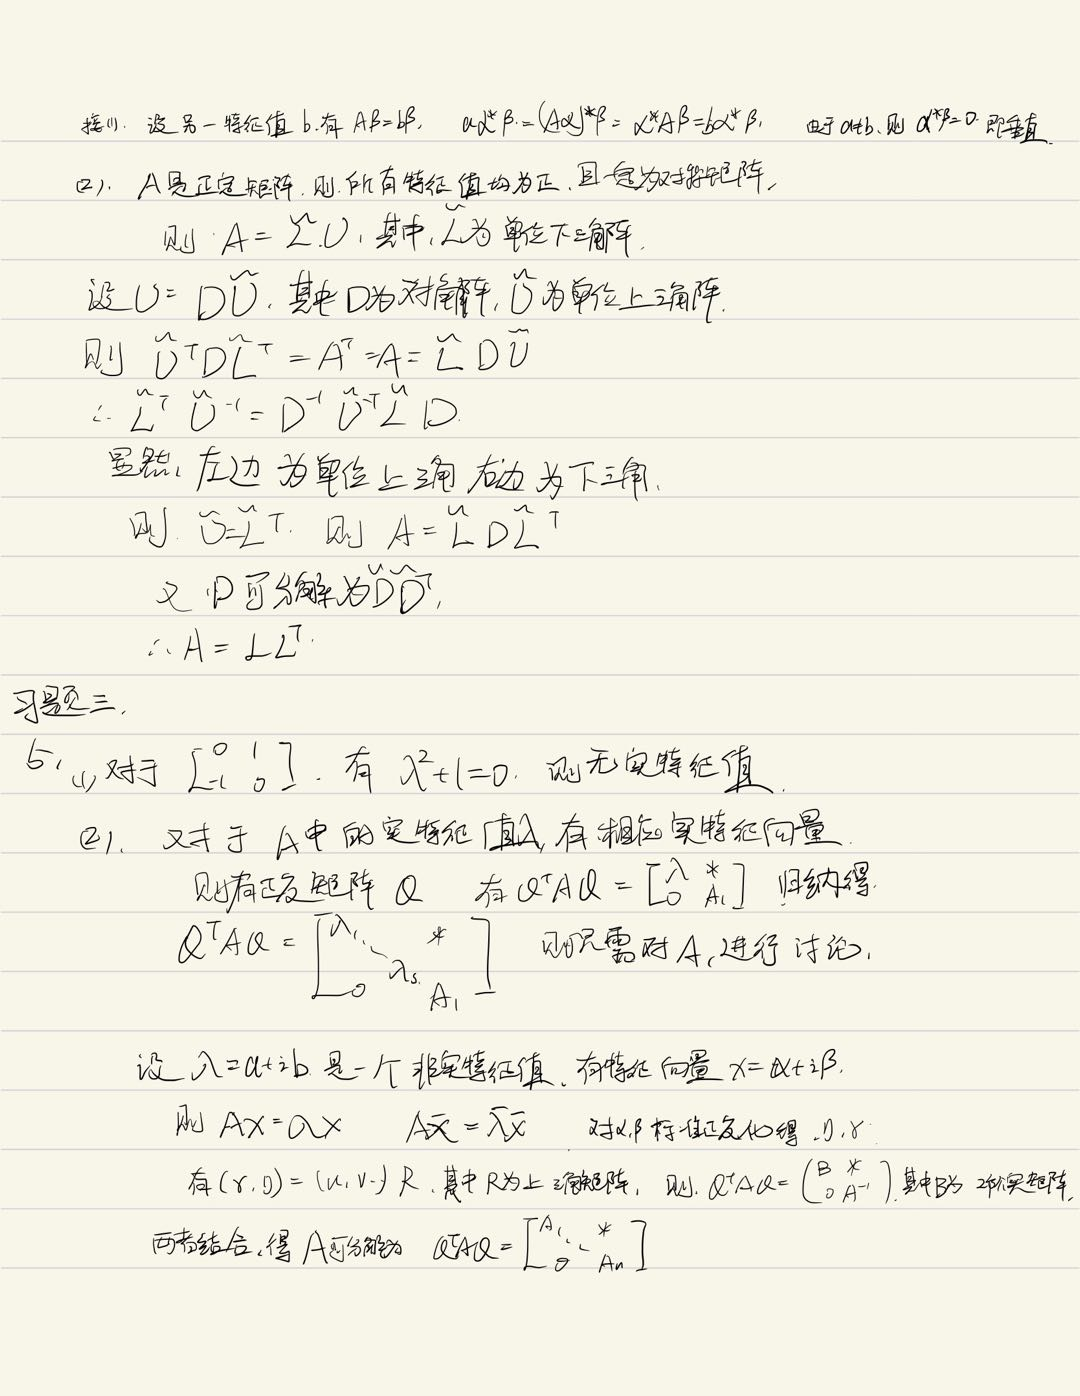 接(1). 设另一特征值 b.有 Aβ=bβ, aα*β=(Aα)*β=α*Aβ=bα*β, 由于a≠b,则 α*β=0 即垂直.
(2). A是正定矩阵.则.所有特征值均为正、且一定为对称矩阵,
则 A= L̃.U, 其中, L̃为单位下三角阵.
设U= DŨ. 其中D为对角阵,Ũ为单位上三角阵.
则 ŨᵀDL̃ᵀ = Aᵀ=A= L̃DŨ
∴ L̃ᵀ Ũ⁻¹= D⁻¹ Ũ⁻ᵀL̃ D.
显然、左边为单位上三角 右边为下三角.
则. Ũ=L̃ᵀ. 则 A= L̃DL̃ᵀ
又 D可分解为D̃D̃ᵀ,
∴A= LLᵀ.
习题三.
5, (1)对于 [0 1; -1 0]. 有 λ²+1=0. 则无实特征值.
(2). 对于 A中的实特征值λ,有相应实特征向量.
则有正交矩阵 Q 有QᵀAQ = [λ *; 0 A₁] 归纳得.
QᵀAQ = [λ₁ ⋱ λs * 0 A₁] 则只需对A₁进行讨论,
设 λ=a+ib 是一个非实特征值、有特征向量x=α+iβ.
则 Ax=λx Ax̄=λ̄x̄ 对α,β标准正交化得
其中R为上三角矩阵, 则. QᵀAQ = (B *; 0 A⁻¹).其中B为2阶实矩阵,
两者结合,得A可分解为 QᵀAQ = [A₁ ⋱ * 0 An]